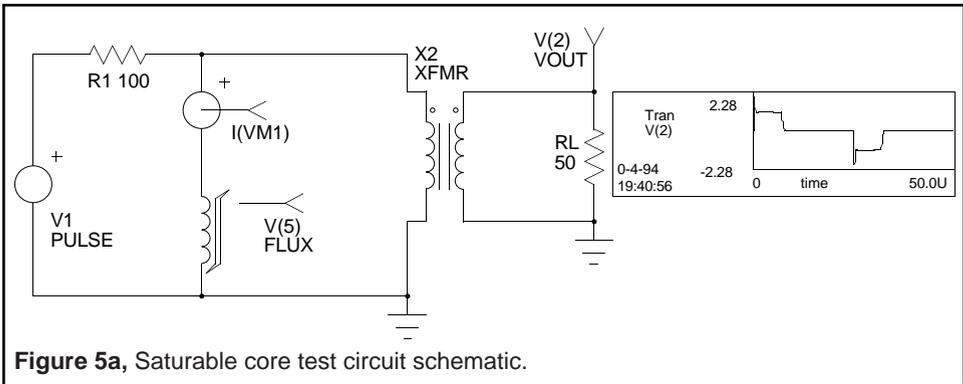 R1 100
+
V1
PULSE
+
I(VM1)
V(5)
FLUX
X2
XFMR
V(2)
VOUT
RL
50
Tran
V(2)
2.28
-2.28
0-4-94
19:40:56
0 time 50.0U
Figure 5a, Saturable core test circuit schematic.